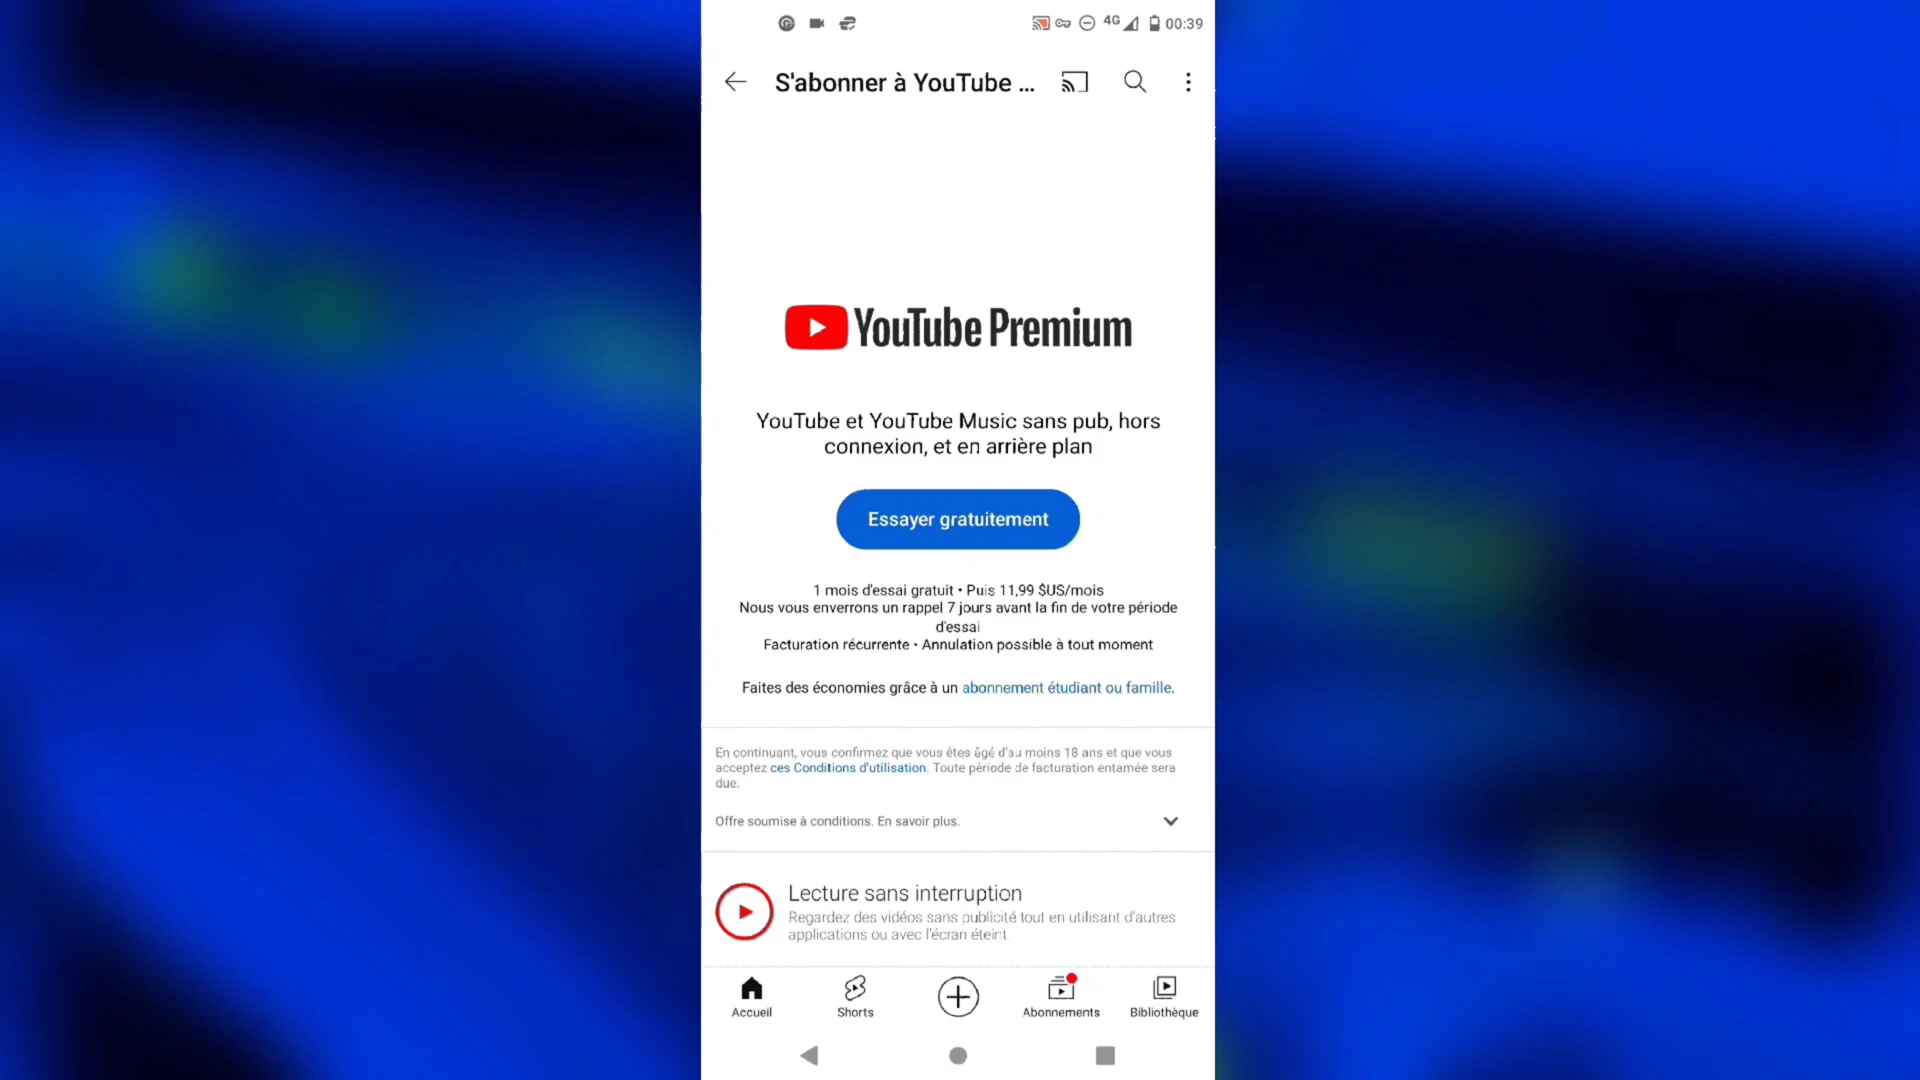 4G 00:39
S'abonner à YouTube ...
YouTube Premium
YouTube et YouTube Music sans pub, hors
connexion, et en arrière plan
Essayer gratuitement
1 mois d'essai gratuit • Puis 11,99 $US/mois
Nous vous enverrons un rappel 7 jours avant la fin de votre période
d'essai
Facturation récurrente • Annulation possible à tout moment
Faites des économies grâce à un abonnement étudiant ou famille.
En continuant, vous confirmez que vous êtes âgé d'au moins 18 ans et que vous
acceptez ces Conditions d'utilisation. Toute période de facturation entamée sera
due.
Offre soumise à conditions. En savoir plus.
Lecture sans interruption
Regardez des vidéos sans publicité tout en utilisant d'autres
applications ou avec l'écran éteint.
Accueil Shorts Abonnements Bibliothèque